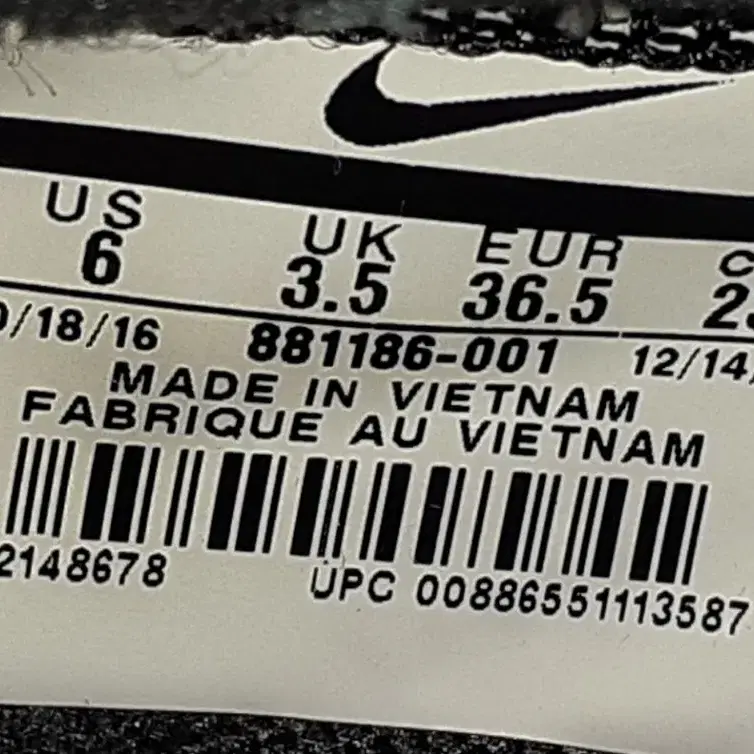 US UK EUR
6 3.5 36.5
/18/16 881186-001 12/14
MADE IN VIETNAM
FABRIQUE AU VIETNAM
2148678 UPC 00886551113587